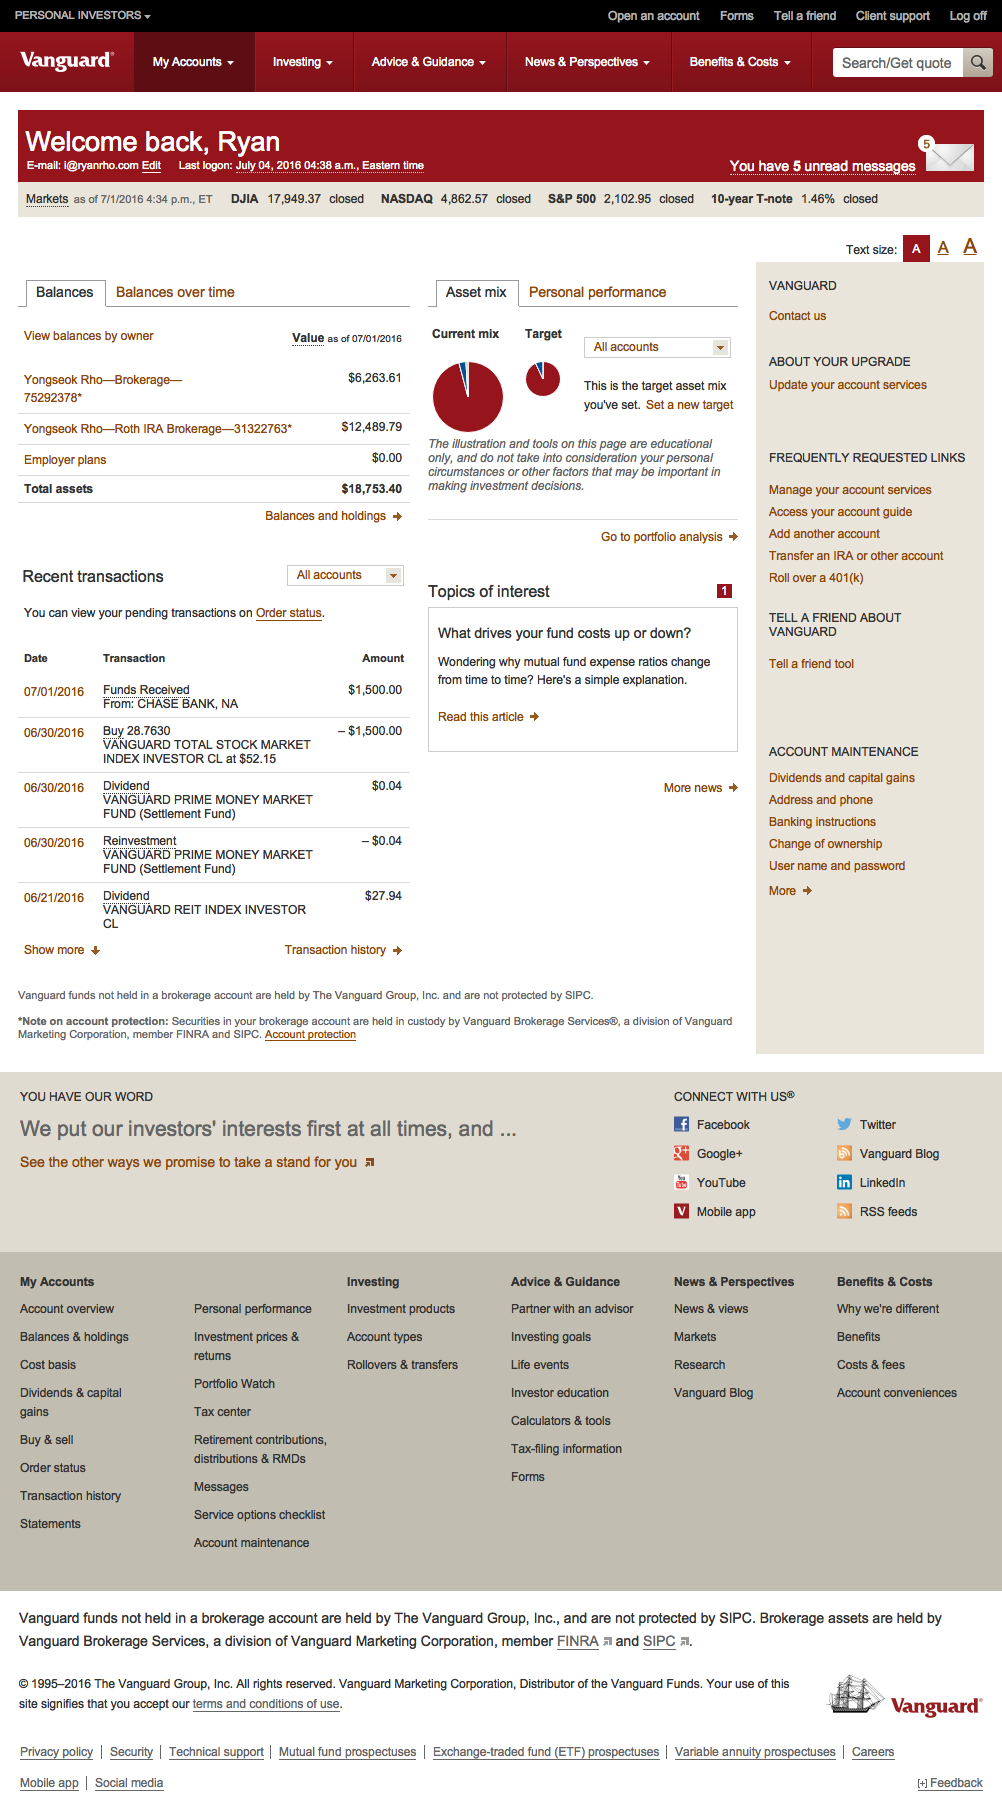 PERSONAL INVESTORS
Open an account Forms Tell a friend Client support Log off
Vanguard®
My Accounts Investing Advice & Guidance News & Perspectives Benefits & Costs Search/Get quote
Welcome back, Ryan
E-mail: i@ryanrho.com Edit Last logon: July 04, 2016 04:38 a.m., Eastern time
You have 5 unread messages
5
Markets as of 7/1/2016 4:34 p.m., ET DJIA 17,949.37 closed NASDAQ 4,862.57 closed S&P 500 2,102.95 closed 10-year T-note 1.46% closed
Text size: A A A
Balances Balances over time
View balances by owner Value as of 07/01/2016
Yongseok Rho—Brokerage— $6,263.61
75292378*
Yongseok Rho—Roth IRA Brokerage—31322763* $12,489.79
Employer plans $0.00
Total assets $18,753.40
Balances and holdings
Recent transactions All accounts
You can view your pending transactions on Order status.
Date Transaction Amount
07/01/2016 Funds Received $1,500.00
From: CHASE BANK, NA
06/30/2016 Buy 28.7630 – $1,500.00
VANGUARD TOTAL STOCK MARKET
INDEX INVESTOR CL at $52.15
06/30/2016 Dividend $0.04
VANGUARD PRIME MONEY MARKET
FUND (Settlement Fund)
06/30/2016 Reinvestment – $0.04
VANGUARD PRIME MONEY MARKET
FUND (Settlement Fund)
06/21/2016 Dividend $27.94
VANGUARD REIT INDEX INVESTOR
CL
Show more Transaction history
Asset mix Personal performance
Current mix Target
All accounts
This is the target asset mix
you've set. Set a new target
The illustration and tools on this page are educational
only, and do not take into consideration your personal
circumstances or other factors that may be important in
making investment decisions.
Go to portfolio analysis
Topics of interest 1
What drives your fund costs up or down?
Wondering why mutual fund expense ratios change
from time to time? Here's a simple explanation.
Read this article
More news
VANGUARD
Contact us
ABOUT YOUR UPGRADE
Update your account services
FREQUENTLY REQUESTED LINKS
Manage your account services
Access your account guide
Add another account
Transfer an IRA or other account
Roll over a 401(k)
TELL A FRIEND ABOUT
VANGUARD
Tell a friend tool
ACCOUNT MAINTENANCE
Dividends and capital gains
Address and phone
Banking instructions
Change of ownership
User name and password
More
Vanguard funds not held in a brokerage account are held by The Vanguard Group, Inc. and are not protected by SIPC.
*Note on account protection: Securities in your brokerage account are held in custody by Vanguard Brokerage Services®, a division of Vanguard
Marketing Corporation, member FINRA and SIPC. Account protection
YOU HAVE OUR WORD
We put our investors' interests first at all times, and ...
See the other ways we promise to take a stand for you
CONNECT WITH US®
Facebook Twitter
Google+ Vanguard Blog
YouTube LinkedIn
Mobile app RSS feeds
My Accounts
Account overview
Balances & holdings
Cost basis
Dividends & capital
gains
Buy & sell
Order status
Transaction history
Statements
Personal performance
Investment prices &
returns
Portfolio Watch
Tax center
Retirement contributions,
distributions & RMDs
Messages
Service options checklist
Account maintenance
Investing
Investment products
Account types
Rollovers & transfers
Advice & Guidance
Partner with an advisor
Investing goals
Life events
Investor education
Calculators & tools
Tax-filing information
Forms
News & Perspectives
News & views
Markets
Research
Vanguard Blog
Benefits & Costs
Why we're different
Benefits
Costs & fees
Account conveniences
Vanguard funds not held in a brokerage account are held by The Vanguard Group, Inc., and are not protected by SIPC. Brokerage assets are held by
Vanguard Brokerage Services, a division of Vanguard Marketing Corporation, member FINRA and SIPC.
© 1995–2016 The Vanguard Group, Inc. All rights reserved. Vanguard Marketing Corporation, Distributor of the Vanguard Funds. Your use of this
site signifies that you accept our terms and conditions of use.
Vanguard®
Privacy policy | Security | Technical support | Mutual fund prospectuses | Exchange-traded fund (ETF) prospectuses | Variable annuity prospectuses | Careers
Mobile app | Social media
[+] Feedback